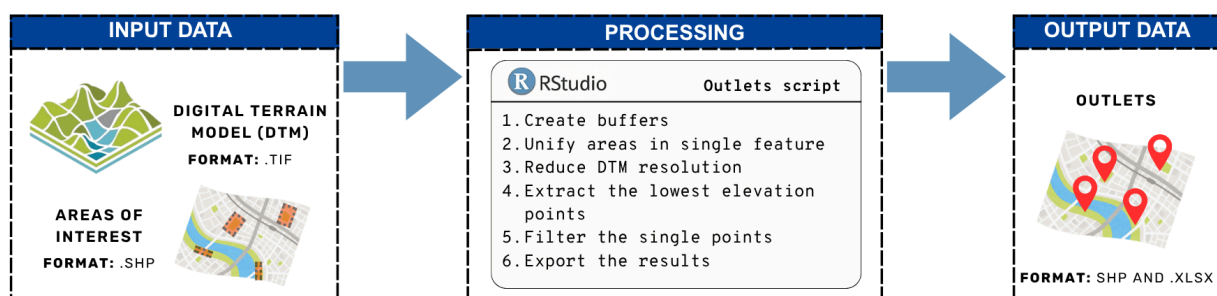 INPUT DATA
DIGITAL TERRAIN
MODEL (DTM)
FORMAT: .TIF
AREAS OF
INTEREST
FORMAT: .SHP
PROCESSING
R RStudio
Outlets script
1. Create buffers
2. Unify areas in single feature
3. Reduce DTM resolution
4. Extract the lowest elevation
points
5. Filter the single points
6. Export the results
OUTPUT DATA
OUTLETS
FORMAT: SHP AND .XLSX